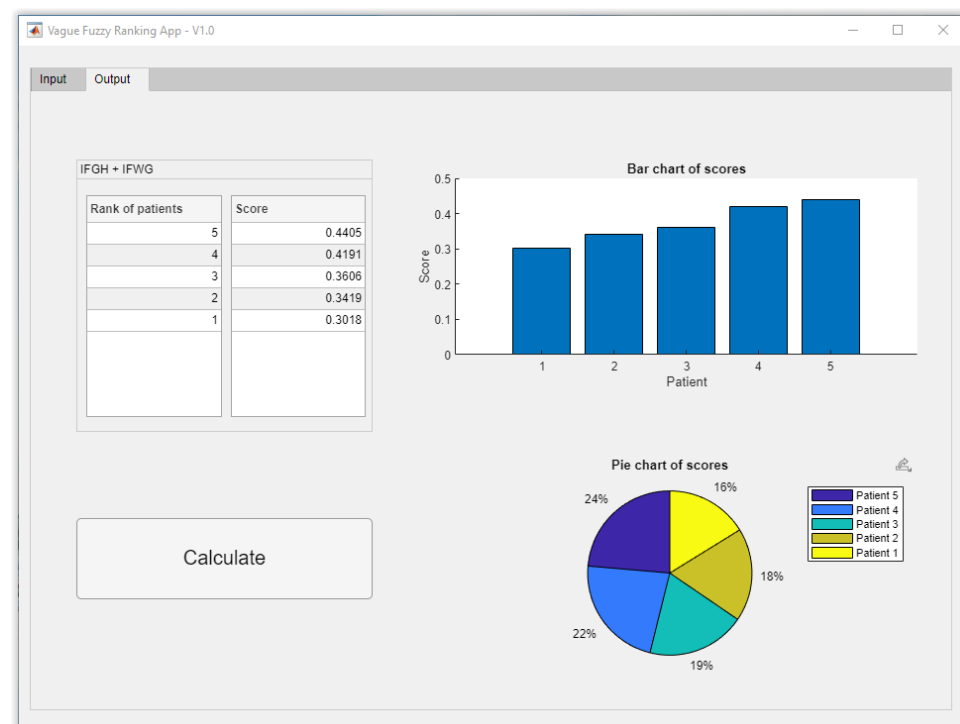 Vague Fuzzy Ranking App - V1.0
Input Output
IFGH + IFWG
Rank of patients Score
5 0.4405
4 0.4191
3 0.3606
2 0.3419
1 0.3018
Calculate
Bar chart of scores
0.5
0.4
0.3
0.2
0.1
0
Score
1 2 3 4 5
Patient
Pie chart of scores
24%
16%
18%
22%
19%
Patient 5
Patient 4
Patient 3
Patient 2
Patient 1